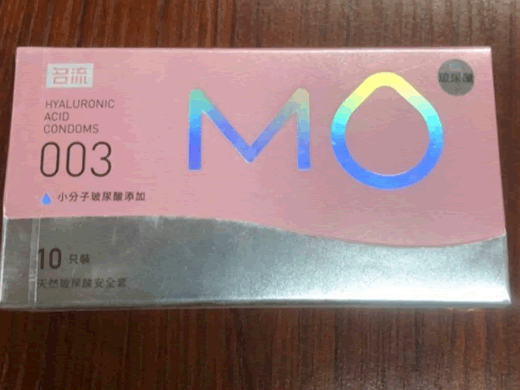 名流
HYALURONIC
ACID
CONDOMS
003
小分子玻尿酸添加
MO
玻尿酸
10 只裝
天然玻尿酸安全套